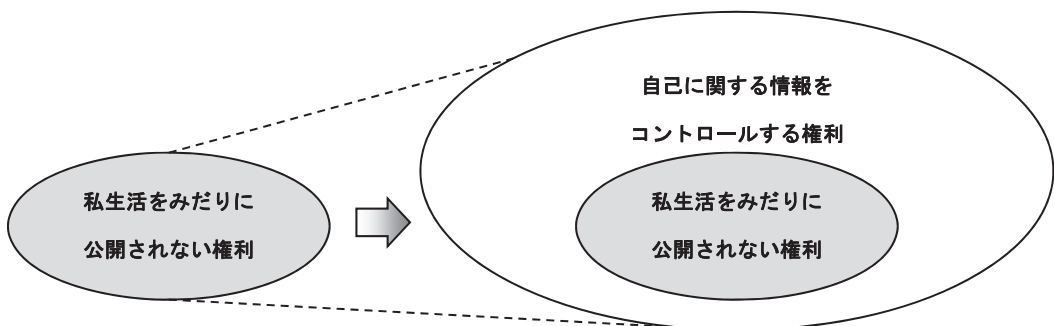 私生活をみだりに
公開されない権利
自己に関する情報を
コントロールする権利
私生活をみだりに
公開されない権利